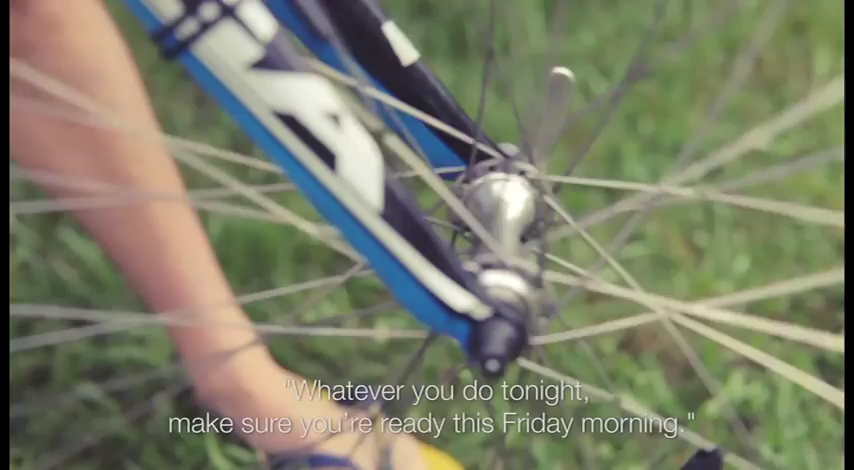 "Whatever you do tonight,
make sure you're ready this Friday morning."